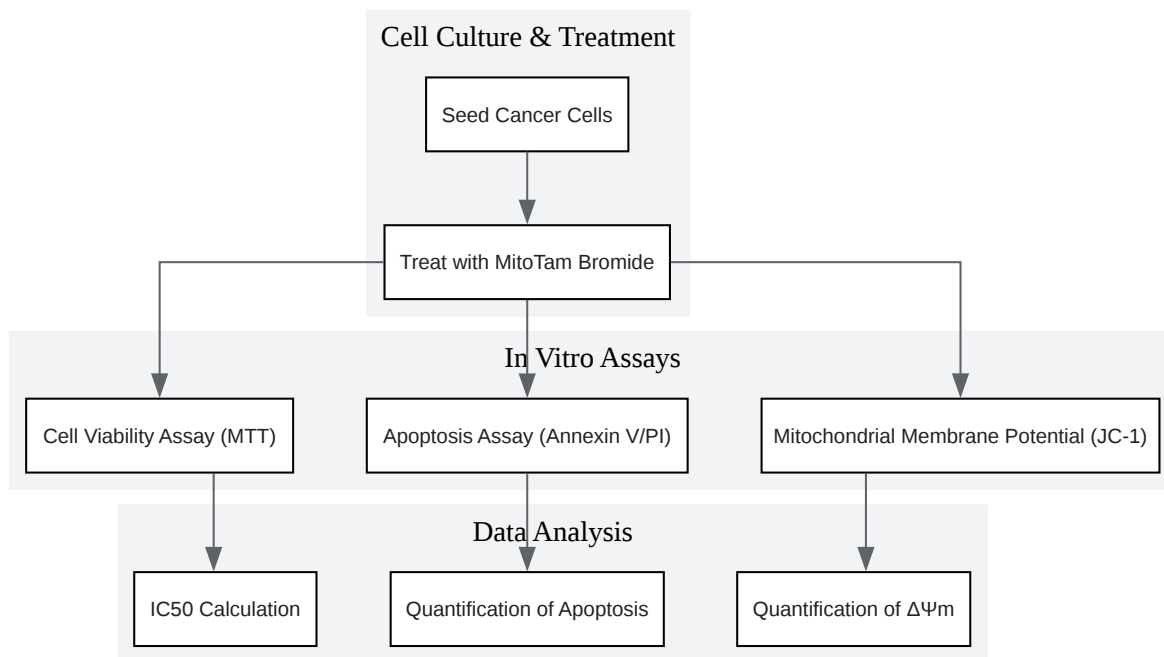 Cell Culture & Treatment
Seed Cancer Cells
Treat with MitoTam Bromide
In Vitro Assays
Cell Viability Assay (MTT)
Apoptosis Assay (Annexin V/PI)
Mitochondrial Membrane Potential (JC-1)
Data Analysis
IC50 Calculation
Quantification of Apoptosis
Quantification of ΔΨm